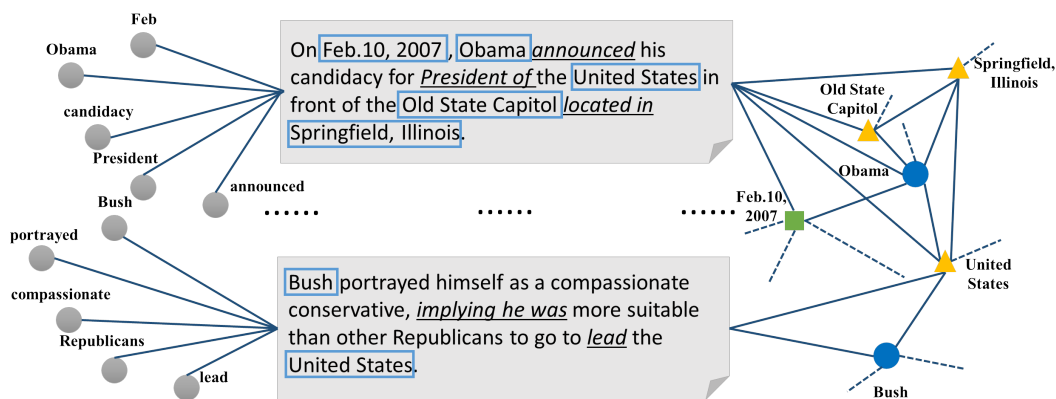 Feb
Obama
candidacy
President
announced
Bush
portrayed
compassionate
Republicans
lead
On Feb.10, 2007, Obama announced his
candidacy for President of the United States in
front of the Old State Capitol located in
Springfield, Illinois.
......
......
......
Bush portrayed himself as a compassionate
conservative, implying he was more suitable
than other Republicans to go to lead the
United States.
Springfield,
Illinois
Old State
Capitol
Obama
Feb.10,
2007
United
States
Bush